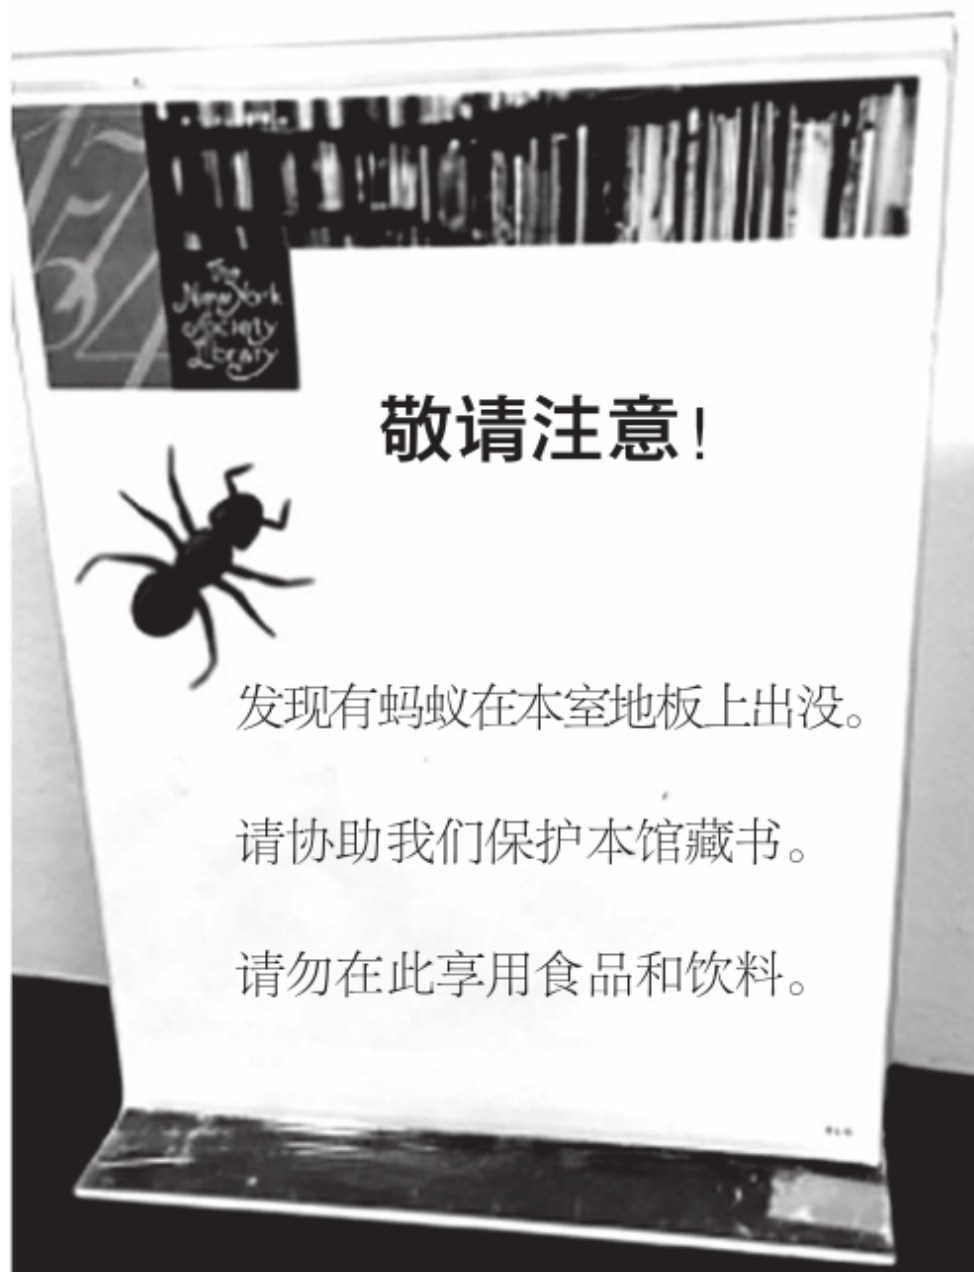 The
New York
Society
Library
敬请注意!
发现有蚂蚁在本室地板上出没。
请协助我们保护本馆藏书。
请勿在此享用食品和饮料。